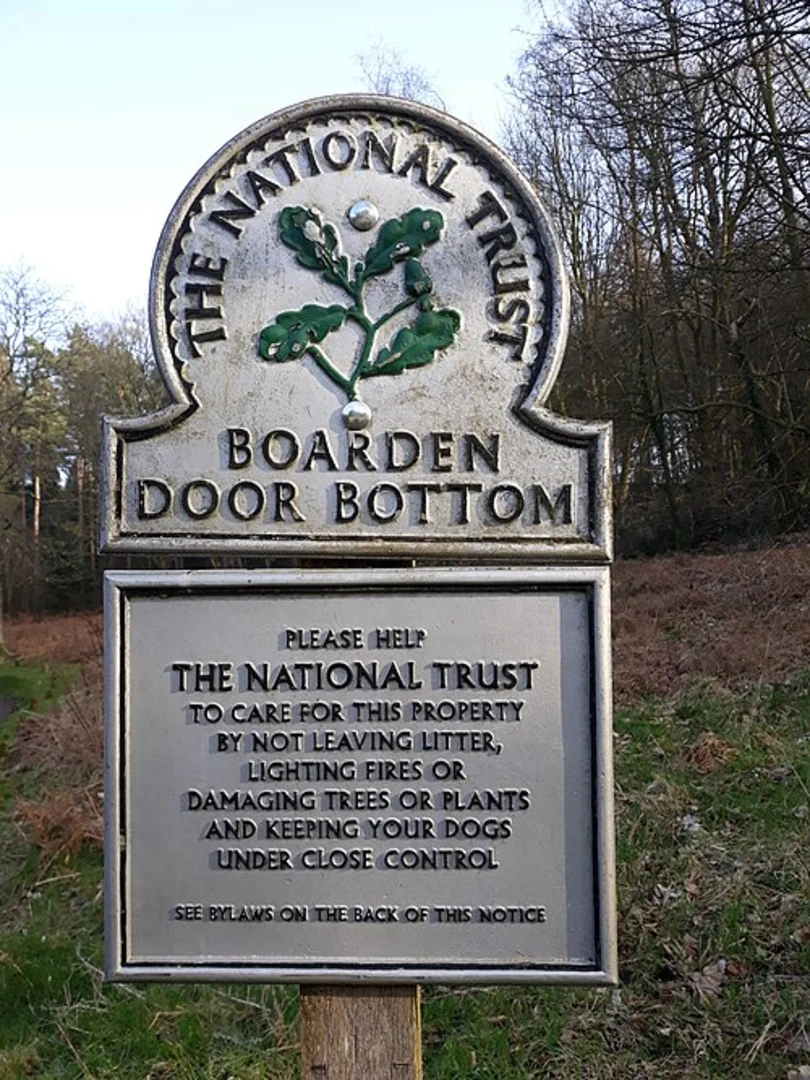 THE NATIONAL TRUST
BOARDEN
DOOR BOTTOM
PLEASE HELP
THE NATIONAL TRUST
TO CARE FOR THIS PROPERTY
BY NOT LEAVING LITTER,
LIGHTING FIRES OR
DAMAGING TREES OR PLANTS
AND KEEPING YOUR DOGS
UNDER CLOSE CONTROL
SEE BYLAWS ON THE BACK OF THIS NOTICE